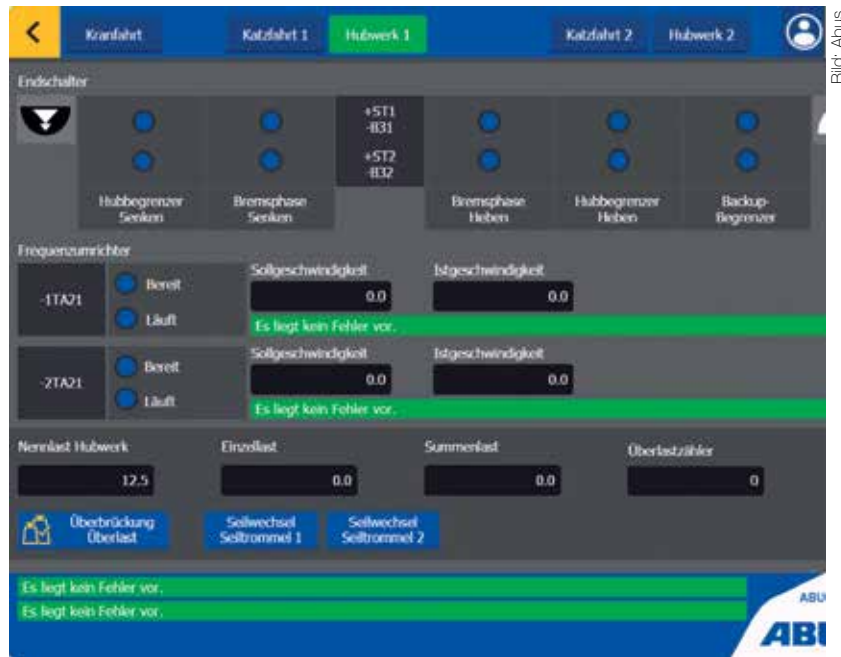 Kranfahrt
Katzfahrt 1
Hubwerk 1
Katzfahrt 2
Hubwerk 2
Bild: Abus
Endschalter
+ST1
-B31
+ST2
-B32
Hubbegrenzer
Senken
Bremsphase
Senken
Bremsphase
Heben
Hubbegrenzer
Heben
Backup-
Begrenzer
Frequenzumrichter
-1TA21
Bereit
Läuft
Sollgeschwindigkeit
0.0
Istgeschwindigkeit
0.0
Es liegt kein Fehler vor.
-2TA21
Bereit
Läuft
Sollgeschwindigkeit
0.0
Istgeschwindigkeit
0.0
Es liegt kein Fehler vor.
Nennlast Hubwerk
12.5
Einzellast
0.0
Summenlast
0.0
Überlastzähler
0
Überbrückung
Überlast
Seilwechsel
Seiltrommel 1
Seilwechsel
Seiltrommel 2
Es liegt kein Fehler vor.
Es liegt kein Fehler vor.